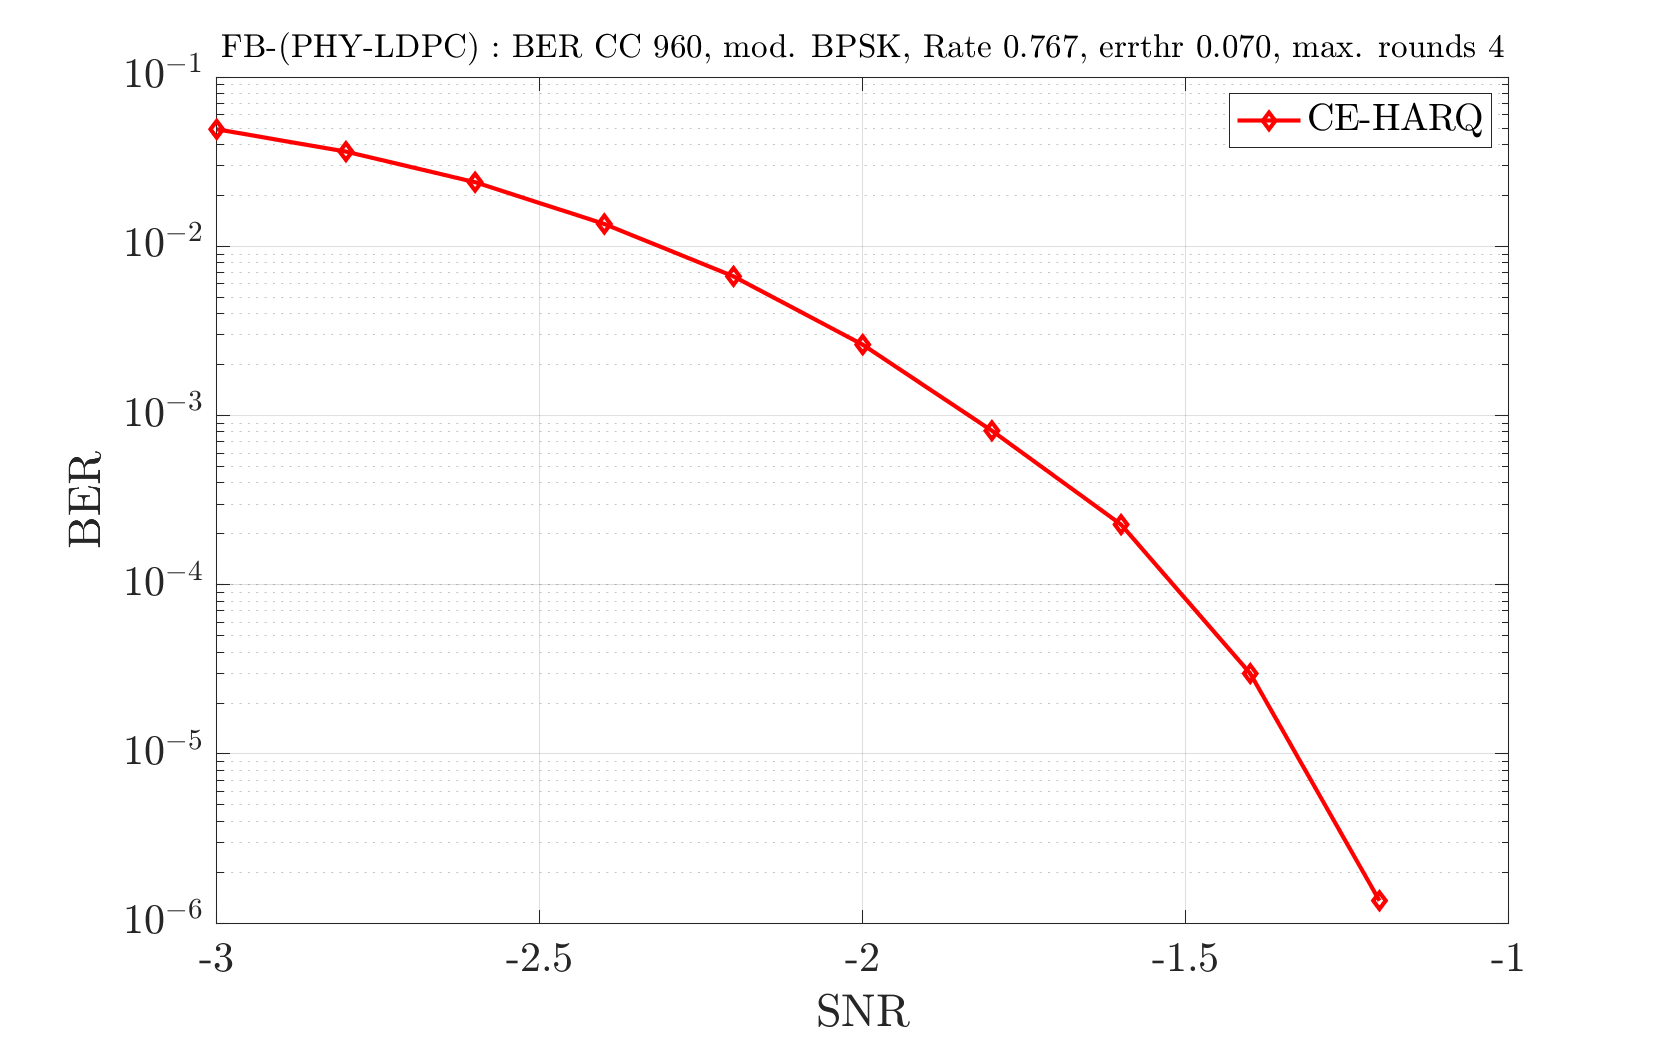 FB-(PHY-LDPC) : BER CC 960, mod. BPSK, Rate 0.767, errthr 0.070, max. rounds 4
10⁻¹
CE-HARQ
10⁻²
10⁻³
BER
10⁻⁴
10⁻⁵
10⁻⁶
-3 -2.5 -2 -1.5 -1
SNR